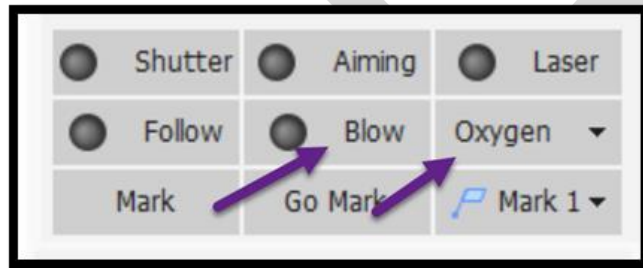 Shutter Aiming Laser
Follow Blow Oxygen
Mark Go Mark Mark 1